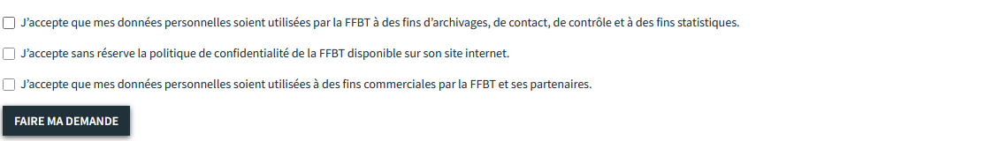 J’accepte que mes données personnelles soient utilisées par la FFBT à des fins d’archivages, de contact, de contrôle et à des fins statistiques.
J’accepte sans réserve la politique de confidentialité de la FFBT disponible sur son site internet.
J’accepte que mes données personnelles soient utilisées à des fins commerciales par la FFBT et ses partenaires.
FAIRE MA DEMANDE